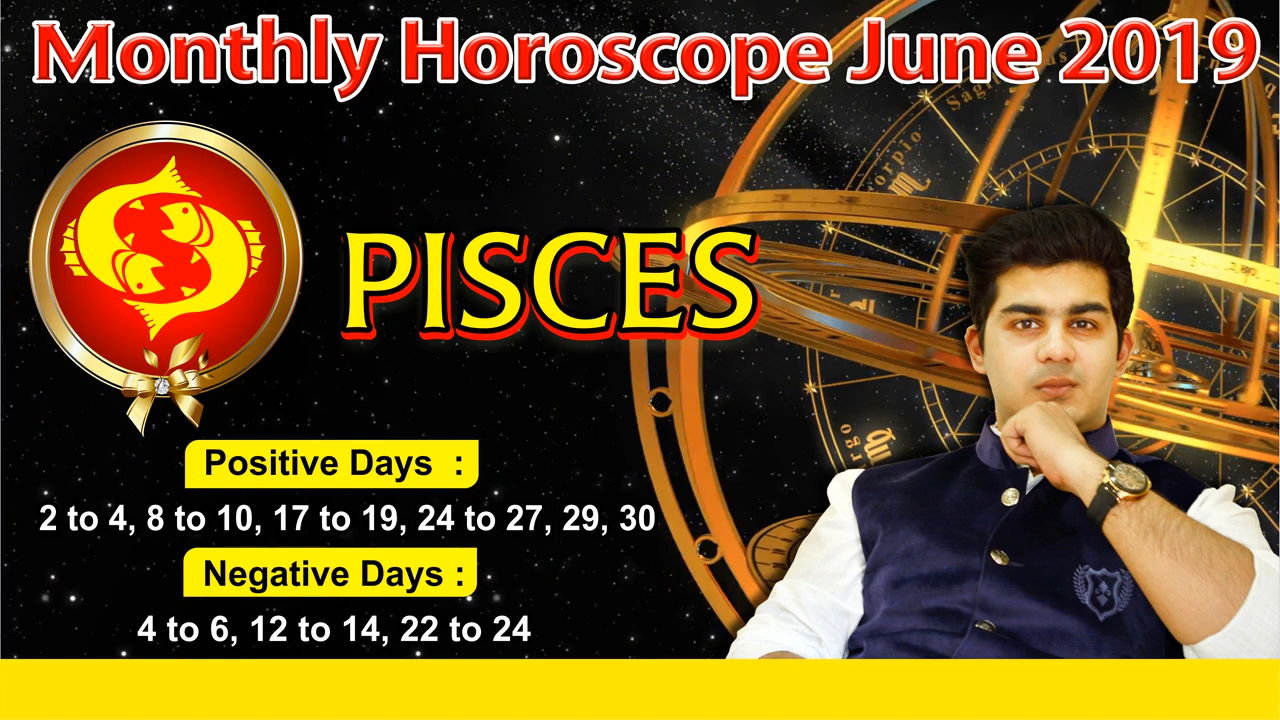 Monthly Horoscope June 2019
PISCES
Positive Days :
2 to 4, 8 to 10, 17 to 19, 24 to 27, 29, 30
Negative Days :
4 to 6, 12 to 14, 22 to 24